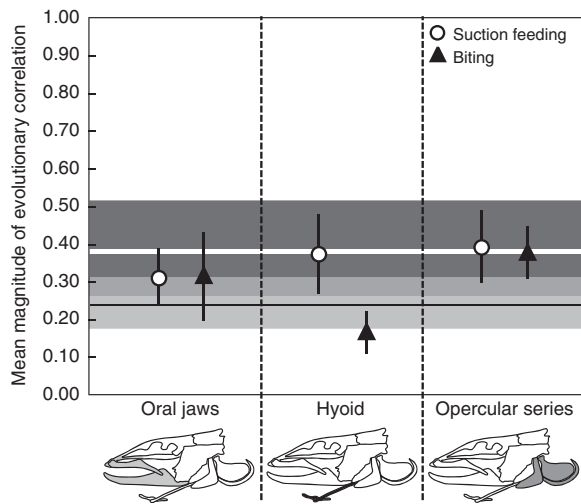 Mean magnitude of evolutionary correlation
1.00
0.90
0.80
0.70
0.60
0.50
0.40
0.30
0.20
0.10
0.00
Suction feeding
Biting
Oral jaws
Hyoid
Opercular series